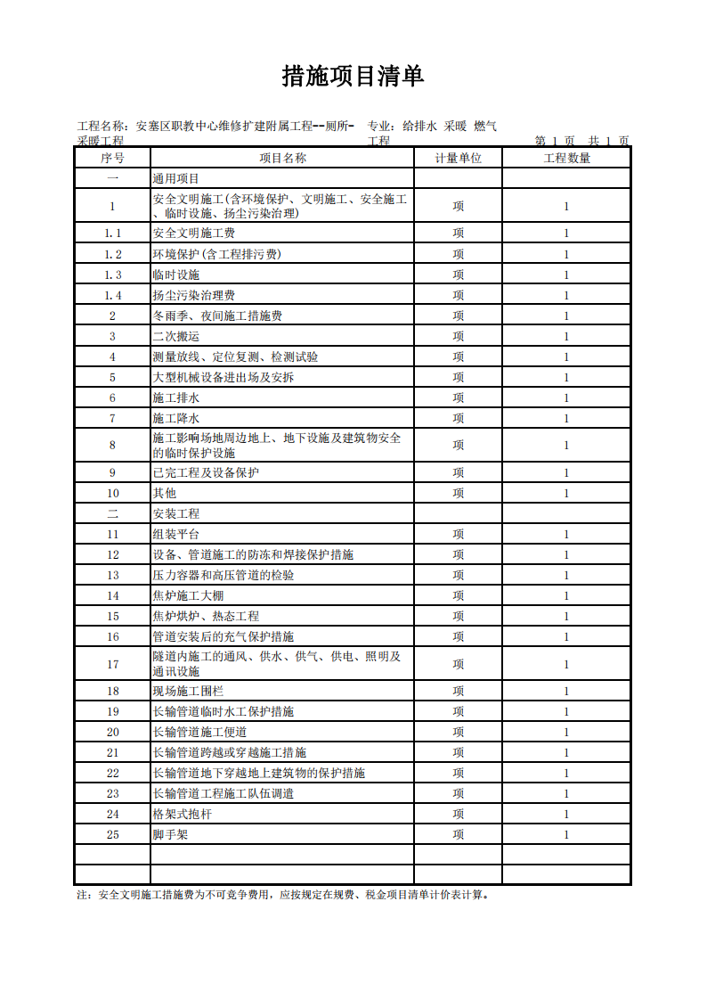 措施项目清单
工程名称：安塞区职教中心维修扩建附属工程--厕所- 专业：给排水 采暖 燃气
采暖工程 工程 第 1 页 共 1 页
序号 项目名称 计量单位 工程数量
一 通用项目
1 安全文明施工(含环境保护、文明施工、安全施工
、临时设施、扬尘污染治理) 项 1
1.1 安全文明施工费 项 1
1.2 环境保护(含工程排污费) 项 1
1.3 临时设施 项 1
1.4 扬尘污染治理费 项 1
2 冬雨季、夜间施工措施费 项 1
3 二次搬运 项 1
4 测量放线、定位复测、检测试验 项 1
5 大型机械设备进出场及安拆 项 1
6 施工排水 项 1
7 施工降水 项 1
8 施工影响场地周边地上、地下设施及建筑物安全
的临时保护设施 项 1
9 已完工程及设备保护 项 1
10 其他 项 1
二 安装工程
11 组装平台 项 1
12 设备、管道施工的防冻和焊接保护措施 项 1
13 压力容器和高压管道的检验 项 1
14 焦炉施工大棚 项 1
15 焦炉烘炉、热态工程 项 1
16 管道安装后的充气保护措施 项 1
17 隧道内施工的通风、供水、供气、供电、照明及
通讯设施 项 1
18 现场施工围栏 项 1
19 长输管道临时水工保护措施 项 1
20 长输管道施工便道 项 1
21 长输管道跨越或穿越施工措施 项 1
22 长输管道地下穿越地上建筑物的保护措施 项 1
23 长输管道工程施工队伍调遣 项 1
24 格架式抱杆 项 1
25 脚手架 项 1
注：安全文明施工措施费为不可竞争费用，应按规定在规费、税金项目清单计价表计算。